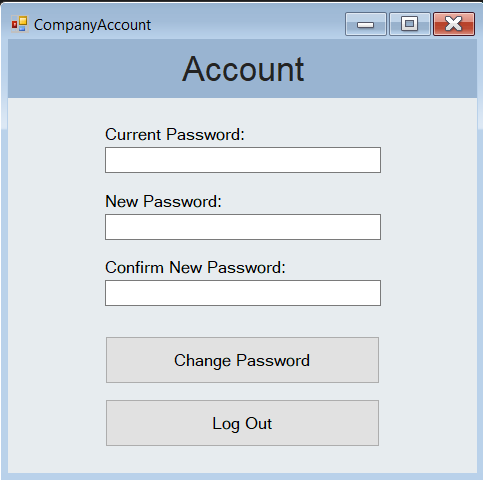 CompanyAccount
Account
Current Password:
New Password:
Confirm New Password:
Change Password
Log Out